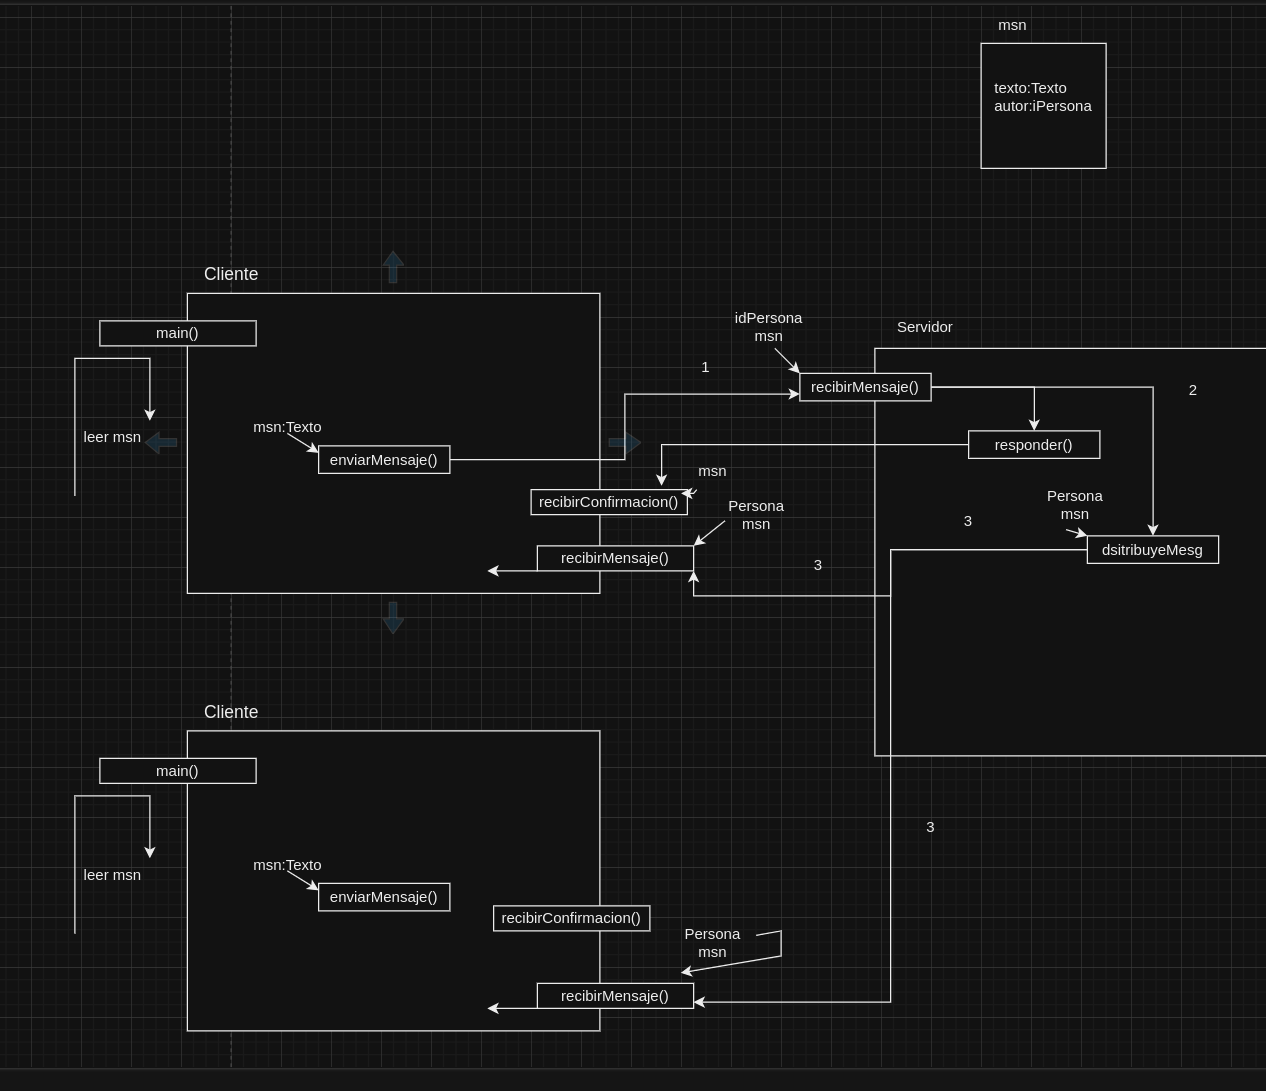 msn
texto:Texto
autor:iPersona
Cliente
main()
leer msn
msn:Texto
enviarMensaje()
recibirConfirmacion()
recibirMensaje()
1
idPersona
msn
msn
Persona
msn
3
Servidor
recibirMensaje()
2
responder()
Persona
msn
3
dsitribuyeMesg
Cliente
main()
leer msn
msn:Texto
enviarMensaje()
recibirConfirmacion()
Persona
msn
recibirMensaje()
3